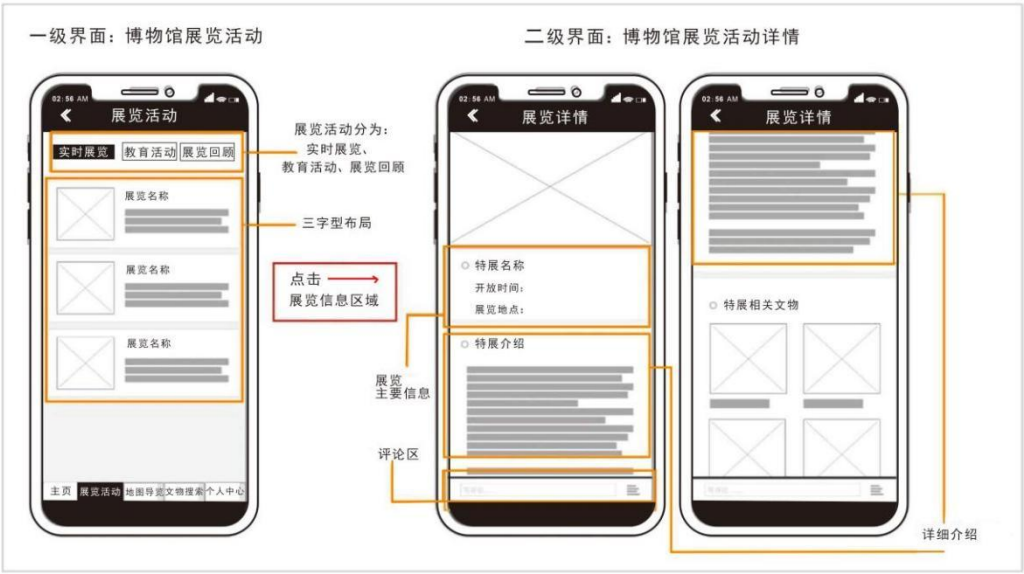 一级界面：博物馆展览活动
二级界面：博物馆展览活动详情
02:56 AM
展览活动
实时展览
教育活动
展览回顾
展览名称
展览名称
展览名称
主页
展览活动
地图导览
文物搜索
个人中心
展览活动分为：
实时展览、
教育活动、展览回顾
三字型布局
点击
展览信息区域
02:56 AM
展览详情
特展名称
开放时间：
展览地点：
特展介绍
展览
主要信息
评论区
02:56 AM
展览详情
特展相关文物
详细介绍